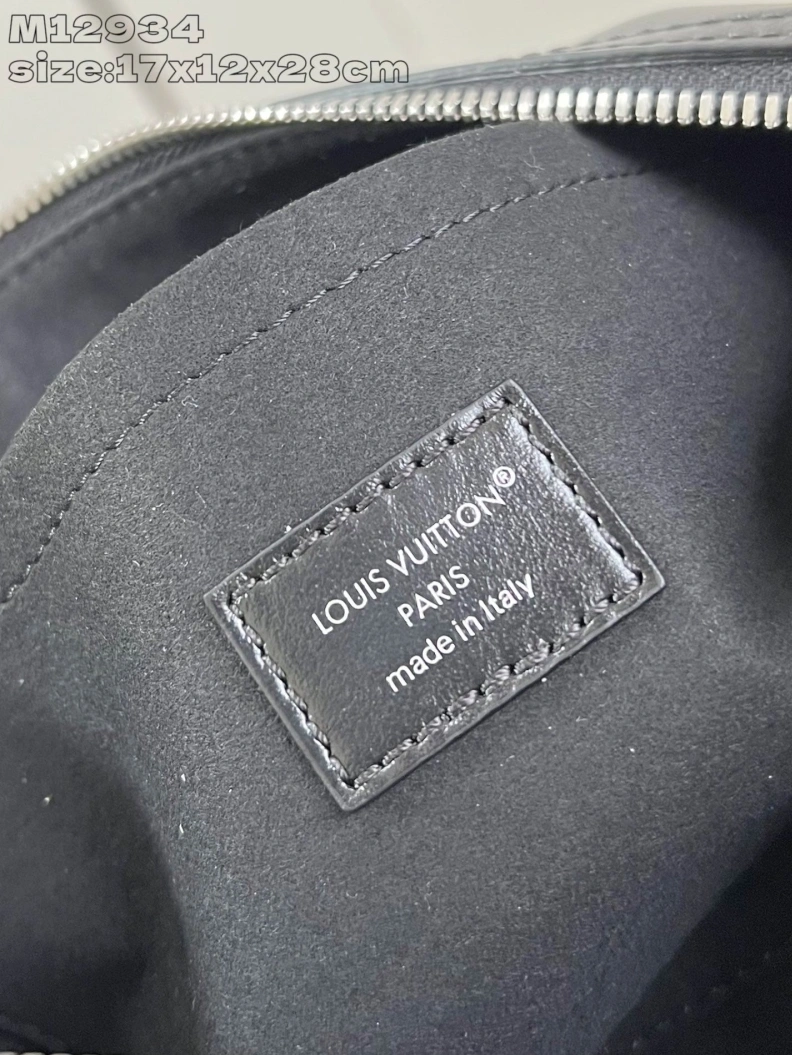 M12934
size:17x12x28cm
LOUIS VUITTON®
PARIS
made in Italy